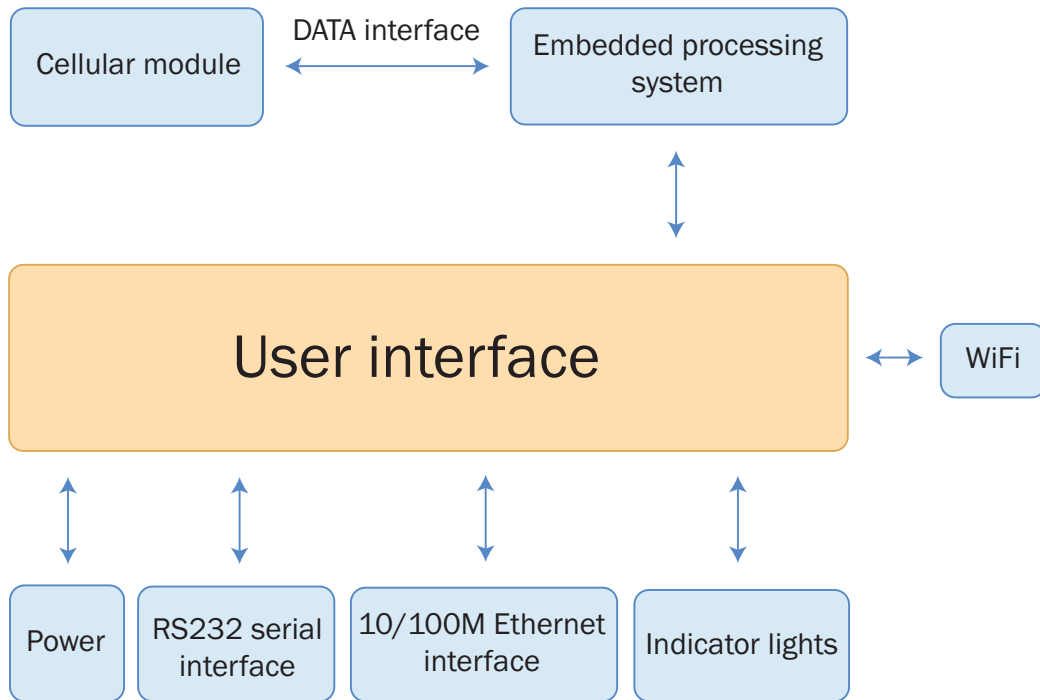 Cellular module
DATA interface
Embedded processing
system
User interface
WiFi
Power
RS232 serial
interface
10/100M Ethernet
interface
Indicator lights